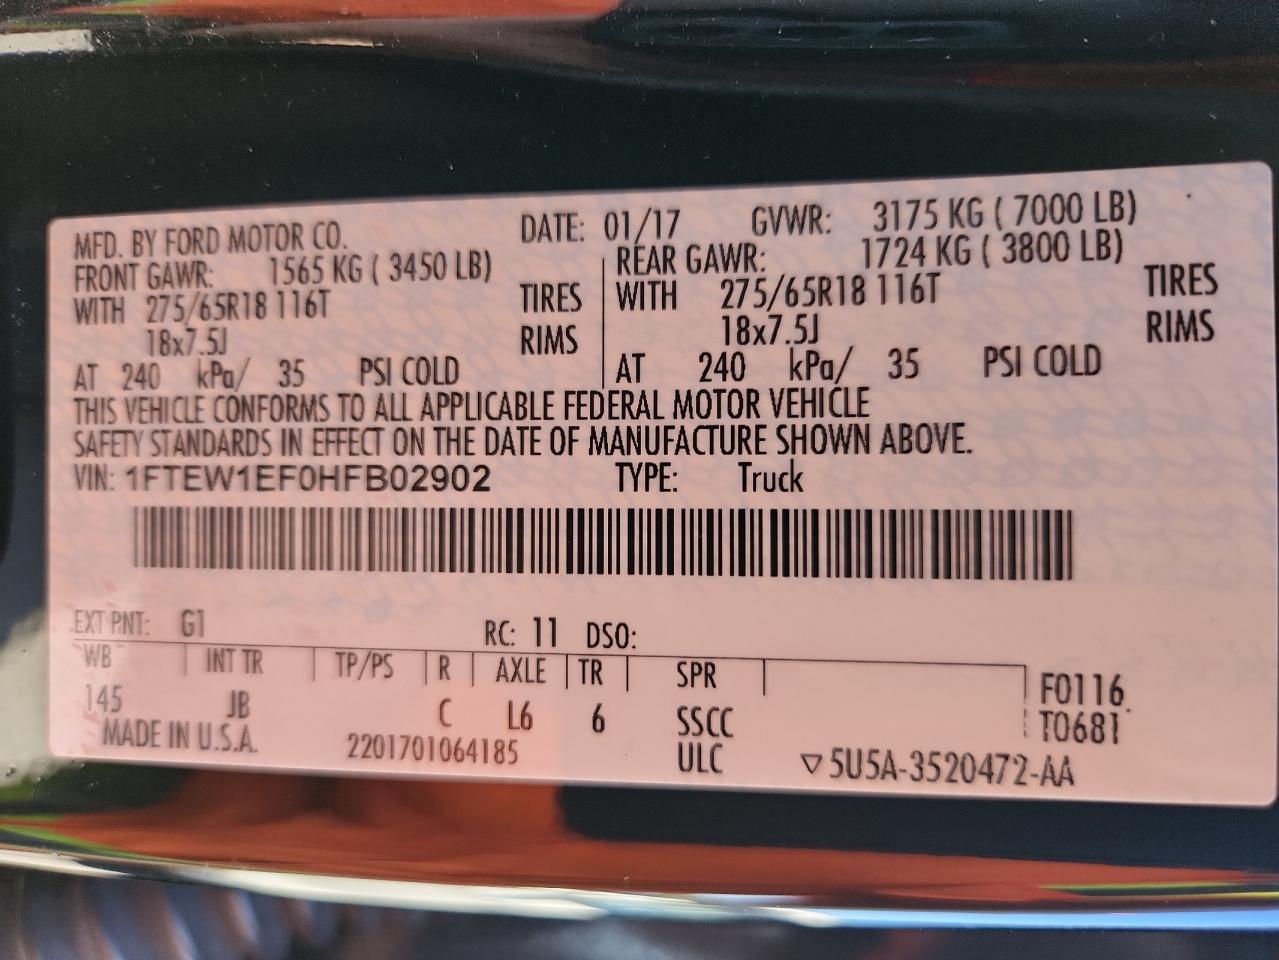 MFD. BY FORD MOTOR CO. DATE: 01/17 GVWR: 3175 KG ( 7000 LB)
FRONT GAWR: 1565 KG ( 3450 LB) REAR GAWR: 1724 KG ( 3800 LB)
WITH 275/65R18 116T TIRES WITH 275/65R18 116T TIRES
18x7.5J RIMS 18x7.5J RIMS
AT 240 kPa/ 35 PSI COLD AT 240 kPa/ 35 PSI COLD
THIS VEHICLE CONFORMS TO ALL APPLICABLE FEDERAL MOTOR VEHICLE
SAFETY STANDARDS IN EFFECT ON THE DATE OF MANUFACTURE SHOWN ABOVE.
VIN: 1FTEW1EF0HFB02902 TYPE: Truck
EXT PNT: G1 RC: 11 DSO:
WB INT TR TP/PS R AXLE TR SPR F0116
145 JB C L6 6 SSCC T0681
MADE IN U.S.A. 2201701064185 ULC ▽5U5A-3520472-AA